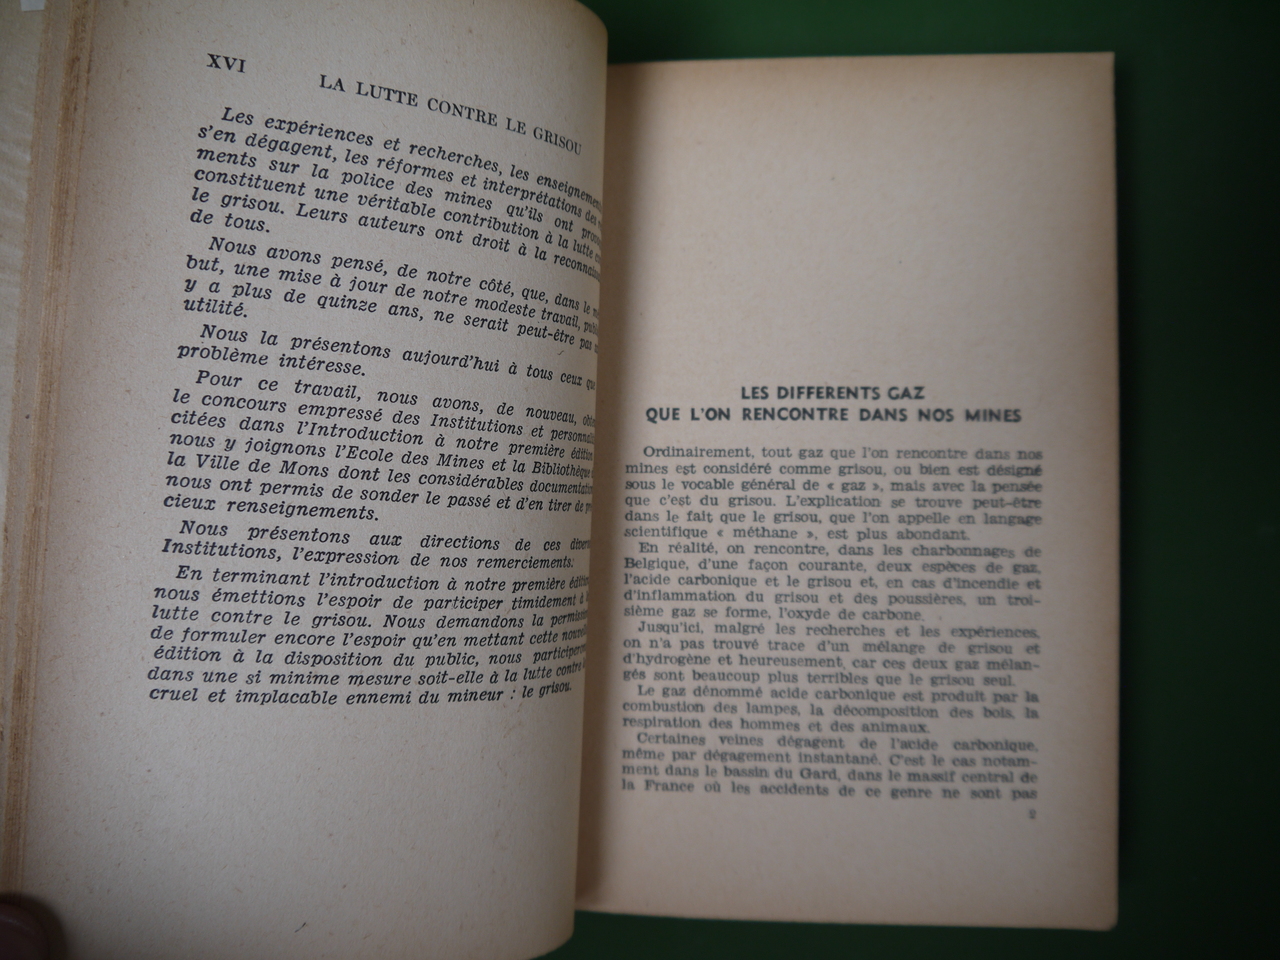 XVI
LA LUTTE CONTRE LE GRISOU
Les expériences et recherches, les enseignements
s'en dégagent, les réformes et interprétations des
ments sur la police des mines qu'ils ont
constituent une véritable contribution à la lutte
le grisou. Leurs auteurs ont droit à la
de tous.
Nous avons pensé, de notre côté, que, dans le
but, une mise à jour de notre modeste travail,
y a plus de quinze ans, ne serait peut-être pas
utilité.
Nous la présentons aujourd'hui à tous ceux que
problème intéresse.
Pour ce travail, nous avons, de nouveau,
le concours empressé des Institutions et
citées dans l'Introduction à notre première édition
nous y joignons l'Ecole des Mines et la Bibliothèque
la Ville de Mons dont les considérables
nous ont permis de sonder le passé et d'en tirer de
cieux renseignements.
Nous présentons aux directions de ces
Institutions, l'expression de nos remerciements.
En terminant l'introduction à notre première
nous émettions l'espoir de participer timidement à
lutte contre le grisou. Nous demandons la
de formuler encore l'espoir qu'en mettant cette
édition à la disposition du public, nous
dans une si minime mesure soit-elle à la lutte contre
cruel et implacable ennemi du mineur : le grisou.
LES DIFFERENTS GAZ
QUE L'ON RENCONTRE DANS NOS MINES
Ordinairement, tout gaz que l'on rencontre dans nos
mines est considéré comme grisou, ou bien est désigné
sous le vocable général de « gaz », mais avec la pensée
que c'est du grisou. L'explication se trouve peut-être
dans le fait que le grisou, que l'on appelle en langage
scientifique « méthane », est plus abondant.
En réalité, on rencontre, dans les charbonnages de
Belgique, d'une façon courante, deux espèces de gaz,
l'acide carbonique et le grisou et, en cas d'incendie et
d'inflammation du grisou et des poussières, un troi-
sième gaz se forme, l'oxyde de carbone.
Jusqu'ici, malgré les recherches et les expériences,
on n'a pas trouvé trace d'un mélange de grisou et
d'hydrogène et heureusement, car ces deux gaz mélan-
gés sont beaucoup plus terribles que le grisou seul.
Le gaz dénommé acide carbonique est produit par la
combustion des lampes, la décomposition des bois, la
respiration des hommes et des animaux.
Certaines veines dégagent de l'acide carbonique,
même par dégagement instantané. C'est le cas notam-
ment dans le bassin du Gard, dans le massif central de
la France où les accidents de ce genre ne sont pas
2